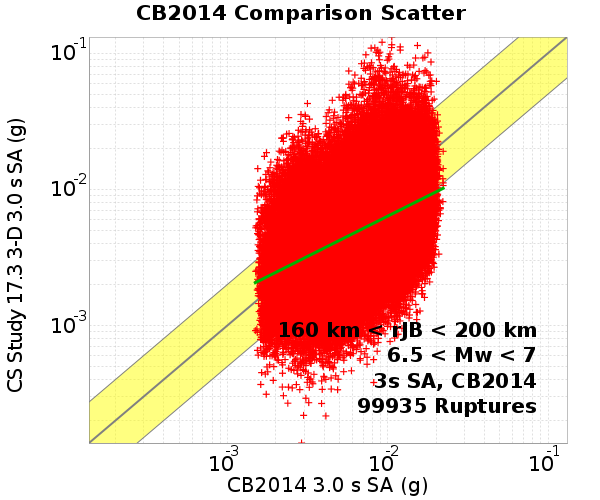 CB2014 Comparison Scatter
CS Study 17.3 3-D 3.0 s SA (g)
10-1
10-2
10-3
160 km < rJB < 200 km
6.5 < Mw < 7
3s SA, CB2014
99935 Ruptures
10-3 10-2 10-1
CB2014 3.0 s SA (g)